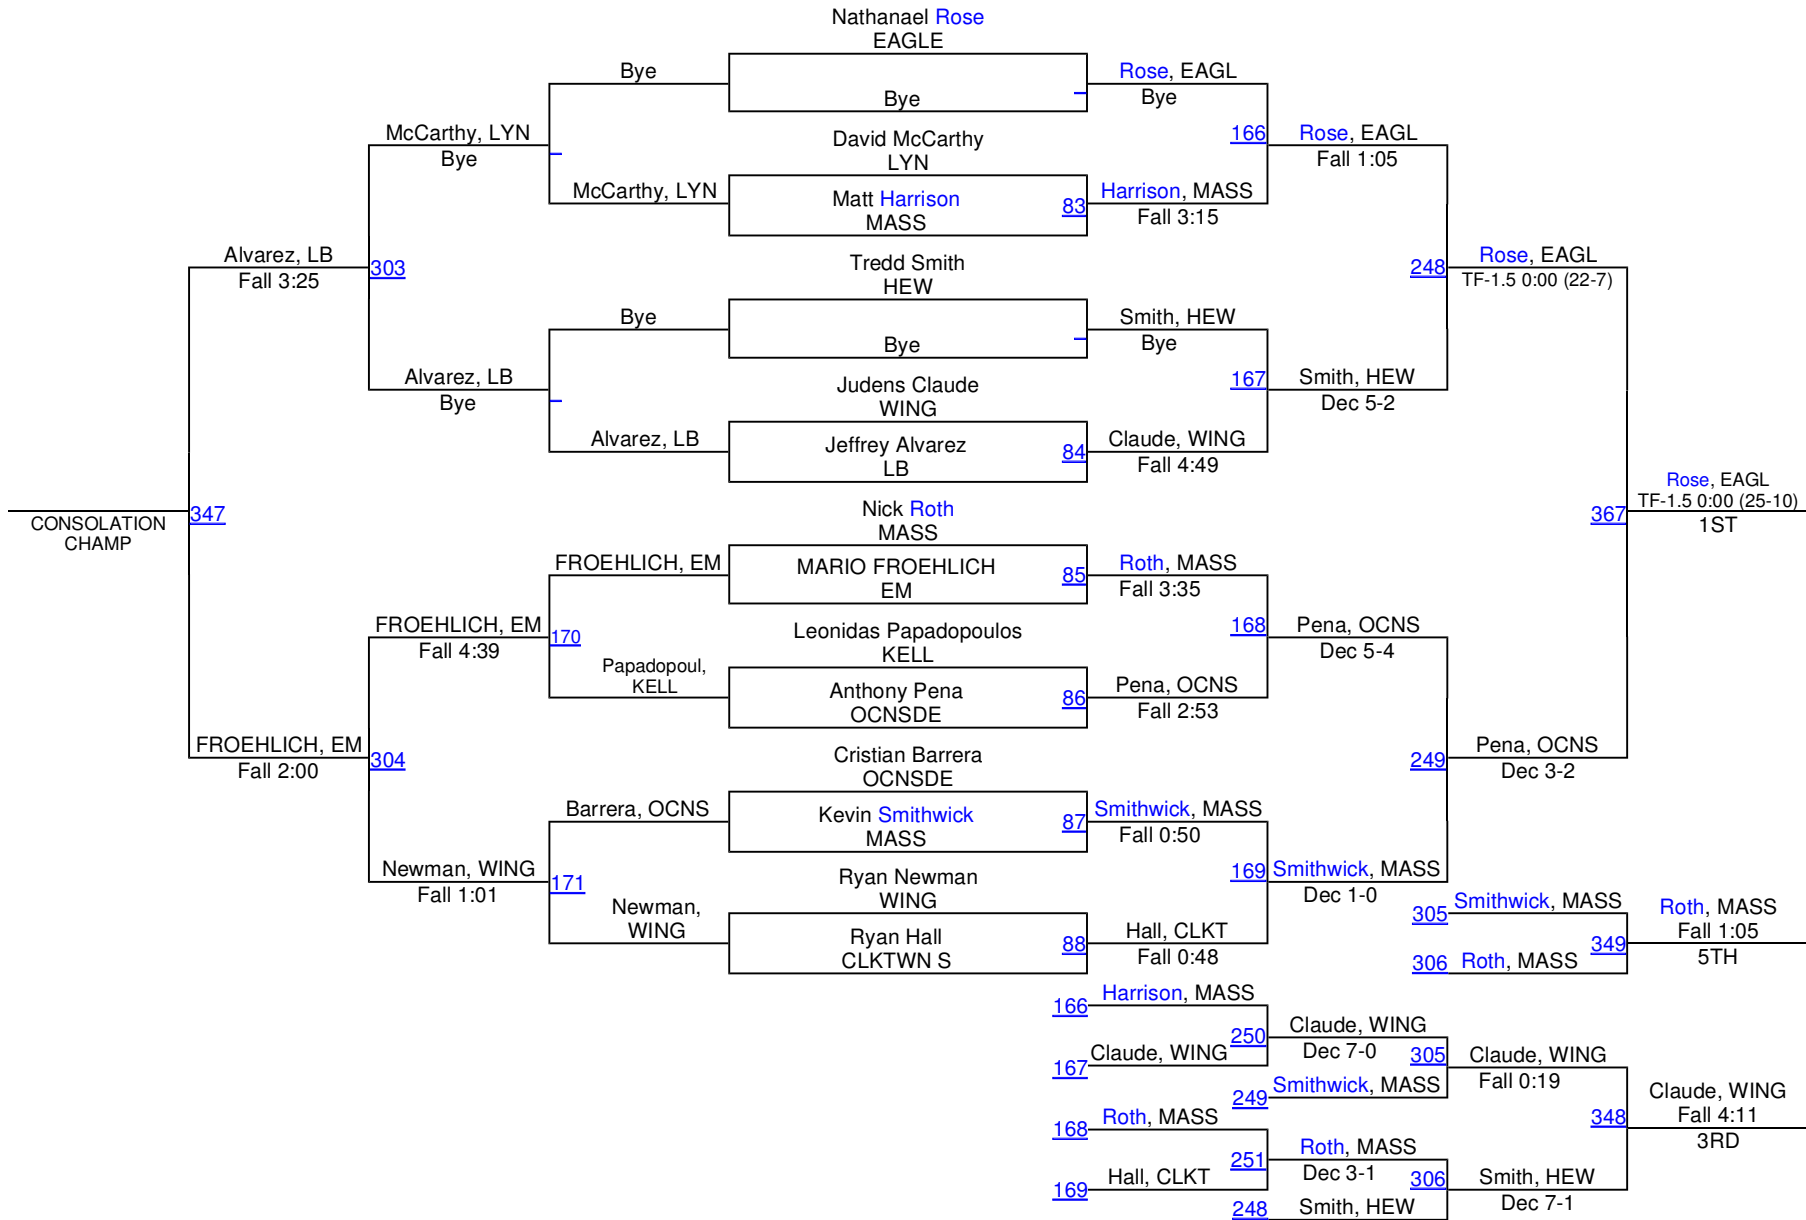 Nathanael Rose
EAGLE
Bye
Bye
Rose, EAGL
Bye
McCarthy, LYN
Bye
David McCarthy
LYN
166
Rose, EAGL
Fall 1:05
McCarthy, LYN
Matt Harrison
MASS
83
Harrison, MASS
Fall 3:15
Alvarez, LB
Fall 3:25
303
Tredd Smith
HEW
248
Rose, EAGL
TF-1.5 0:00 (22-7)
Bye
Bye
Smith, HEW
Bye
Alvarez, LB
Bye
Judens Claude
WING
167
Smith, HEW
Dec 5-2
Alvarez, LB
Jeffrey Alvarez
LB
84
Claude, WING
Fall 4:49
CONSOLATION
CHAMP
347
Nick Roth
MASS
367
Rose, EAGL
TF-1.5 0:00 (25-10)
1ST
FROEHLICH, EM
MARIO FROEHLICH
EM
85
Roth, MASS
Fall 3:35
FROEHLICH, EM
Fall 4:39
170
Leonidas Papadopoulos
KELL
168
Pena, OCNS
Dec 5-4
Papadopoul,
KELL
Anthony Pena
OCNSDE
86
Pena, OCNS
Fall 2:53
FROEHLICH, EM
Fall 2:00
304
Cristian Barrera
OCNSDE
249
Pena, OCNS
Dec 3-2
Barrera, OCNS
Kevin Smithwick
MASS
87
Smithwick, MASS
Fall 0:50
Newman, WING
Fall 1:01
171
Ryan Newman
WING
169
Smithwick, MASS
Dec 1-0
Newman,
WING
Ryan Hall
CLKTWN S
88
Hall, CLKT
Fall 0:48
305
Smithwick, MASS
349
Roth, MASS
Fall 1:05
5TH
306
Roth, MASS
166
Harrison, MASS
250
Claude, WING
Dec 7-0
167
Claude, WING
305
Claude, WING
Fall 0:19
249
Smithwick, MASS
348
Claude, WING
Fall 4:11
3RD
168
Roth, MASS
251
Roth, MASS
Dec 3-1
169
Hall, CLKT
306
Smith, HEW
Dec 7-1
248
Smith, HEW